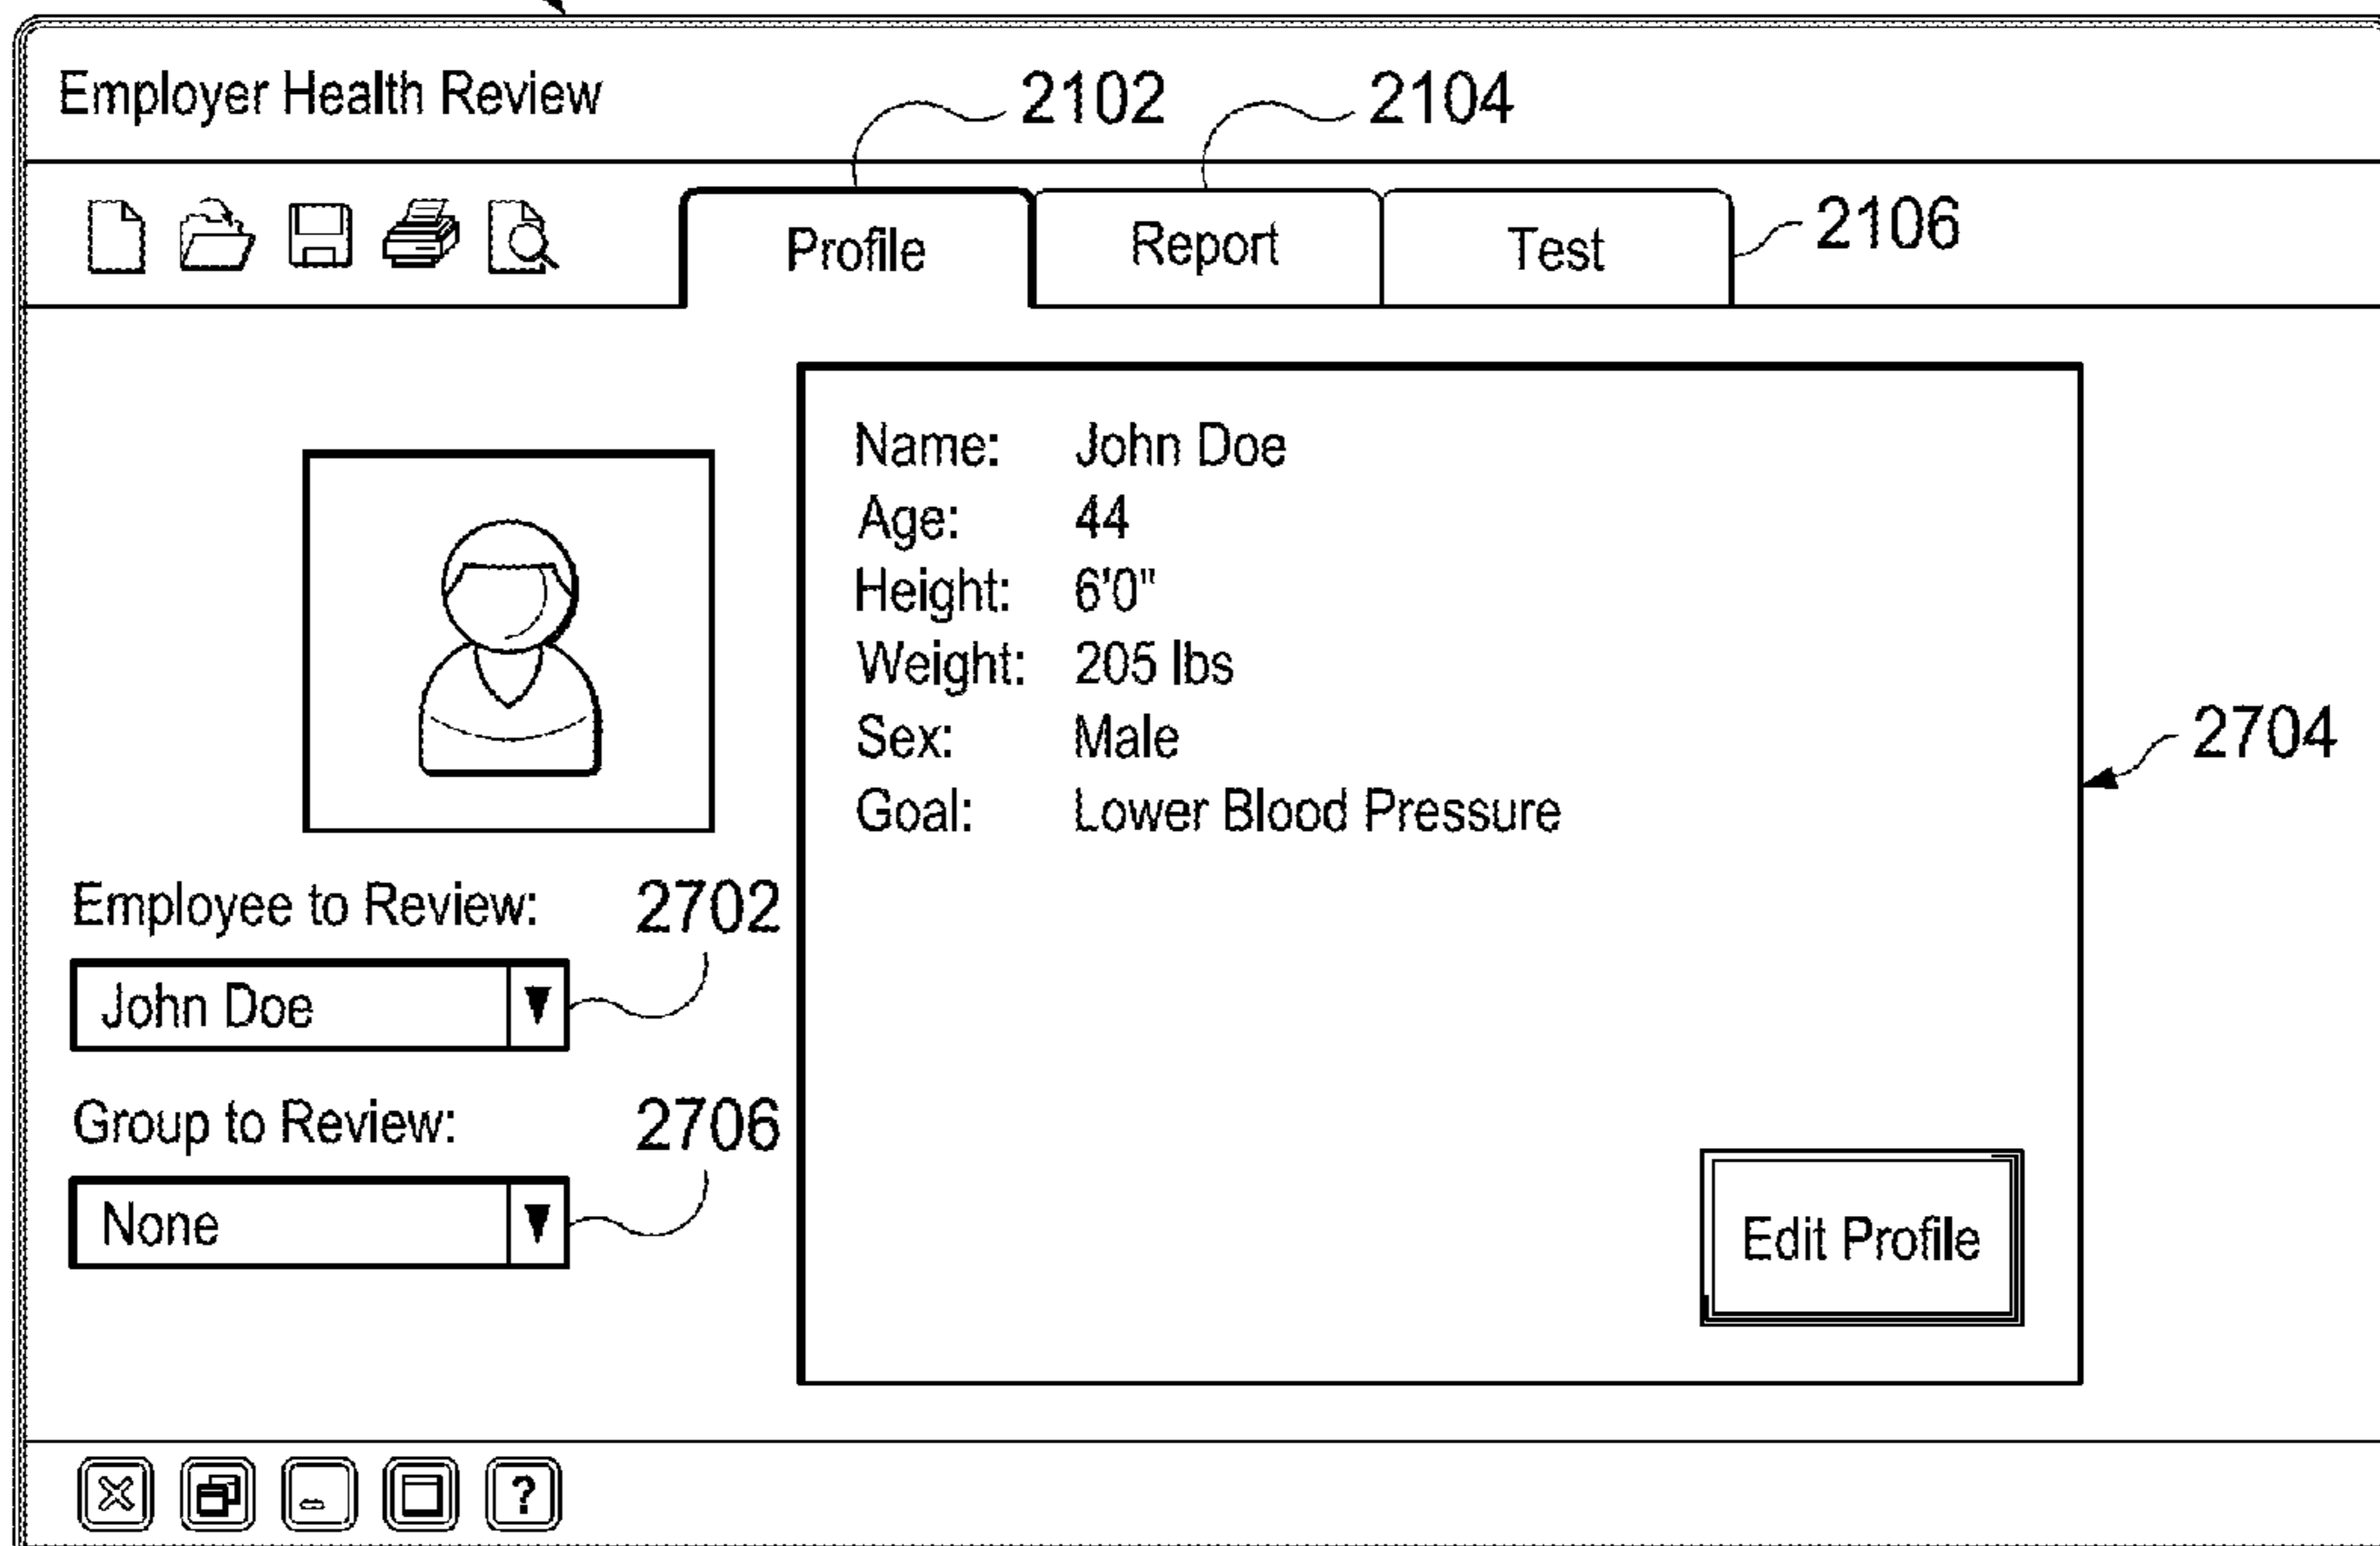 Employer Health Review
2102
2104
Profile
Report
Test
2106
Name: John Doe
Age: 44
Height: 6'0"
Weight: 205 lbs
Sex: Male
Goal: Lower Blood Pressure
2704
Employee to Review:
2702
John Doe
Group to Review:
2706
None
Edit Profile
?